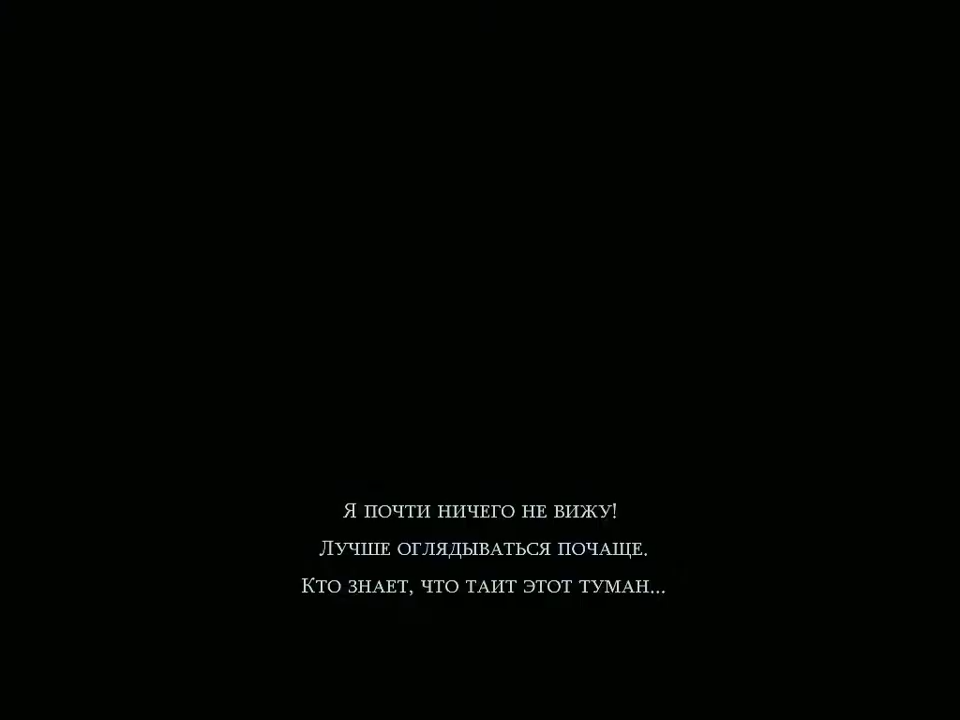 Я почти ничего не вижу!
Лучше оглядываться почаще.
Кто знает, что таит этот туман...